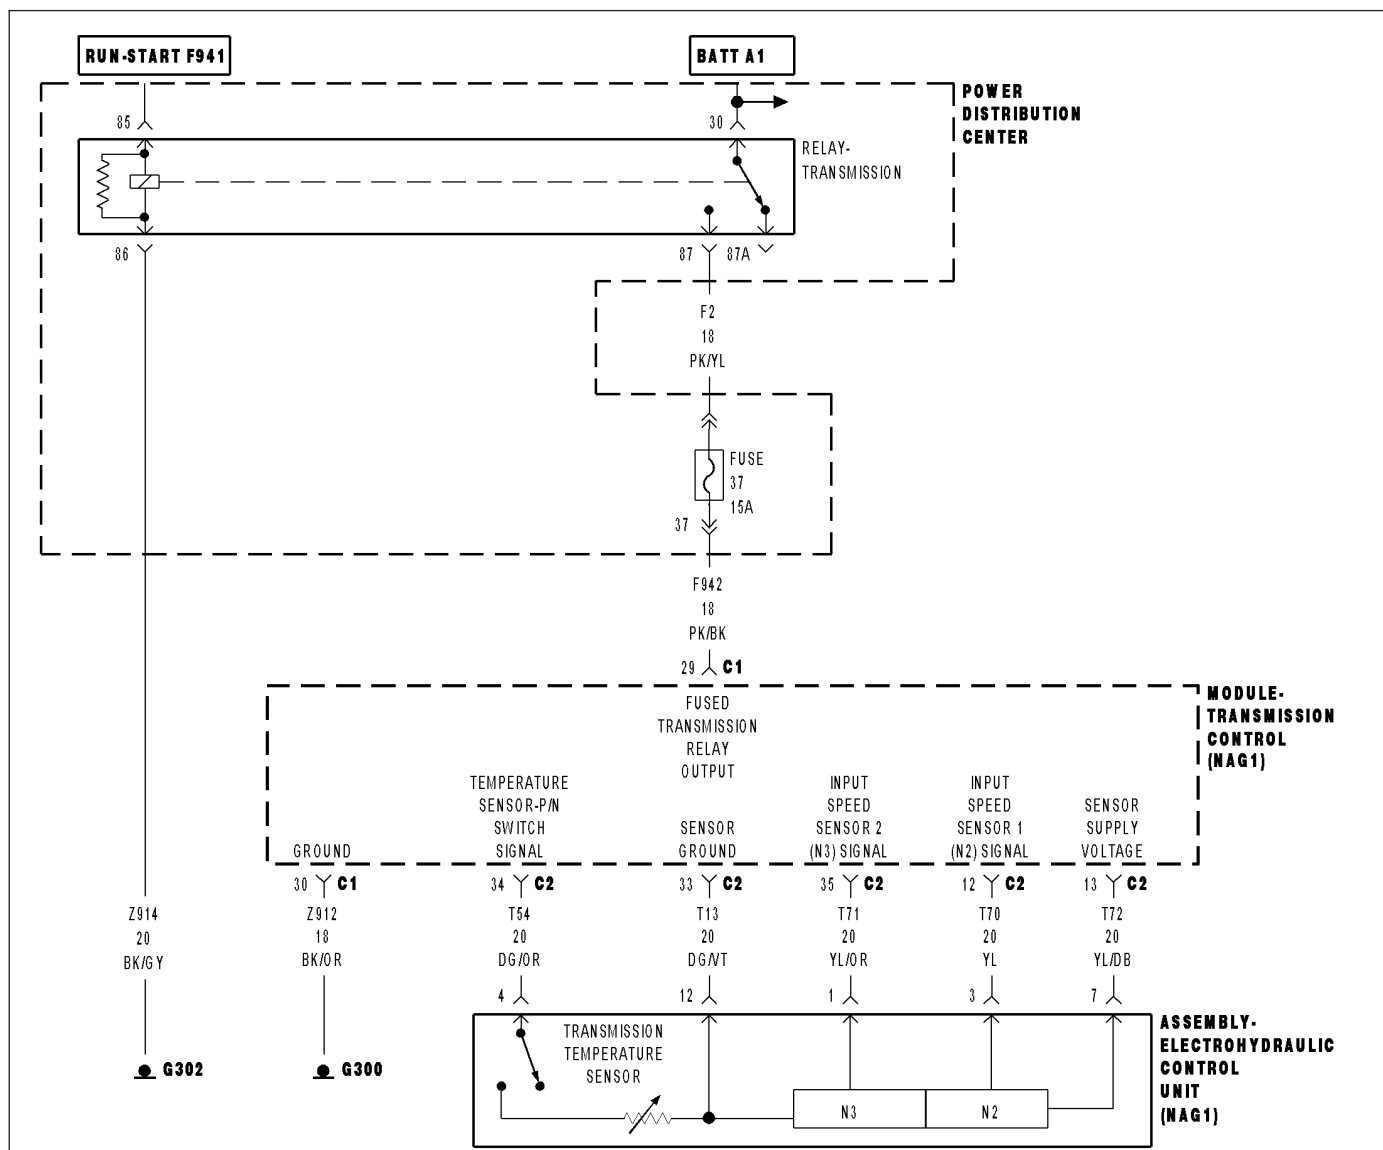 RUN-START F941
BATT A1
POWER
DISTRIBUTION
CENTER
85
30
RELAY-
TRANSMISSION
86
87
87A
F2
18
PK/YL
FUSE
37
15A
37
F942
18
PK/BK
29
C1
MODULE-
TRANSMISSION
CONTROL
(NAG1)
FUSED
TRANSMISSION
RELAY
OUTPUT
GROUND
TEMPERATURE
SENSOR-P/N
SWITCH
SIGNAL
SENSOR
GROUND
INPUT
SPEED
SENSOR 2
(N3) SIGNAL
INPUT
SPEED
SENSOR 1
(N2) SIGNAL
SENSOR
SUPPLY
VOLTAGE
30 C1
34 C2
33 C2
35 C2
12 C2
13 C2
Z914
20
BK/GY
Z912
18
BK/OR
T54
20
DG/OR
T13
20
DG/VT
T71
20
YL/OR
T70
20
YL
T72
20
YL/DB
4
12
1
3
7
G302
G300
TRANSMISSION
TEMPERATURE
SENSOR
N3
N2
ASSEMBLY-
ELECTROHYDRAULIC
CONTROL
UNIT
(NAG1)